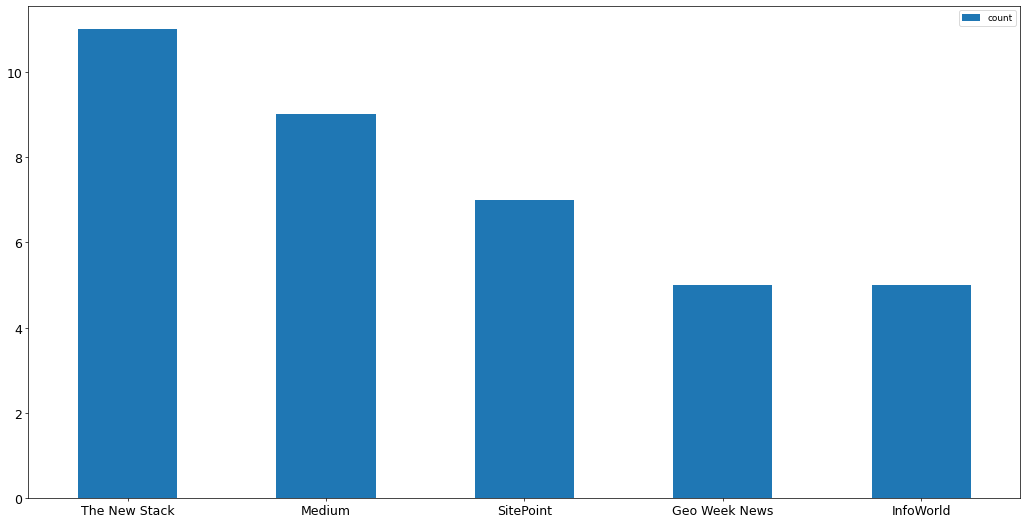 count
10
8
6
4
2
0
The New Stack
Medium
SitePoint
Geo Week News
InfoWorld